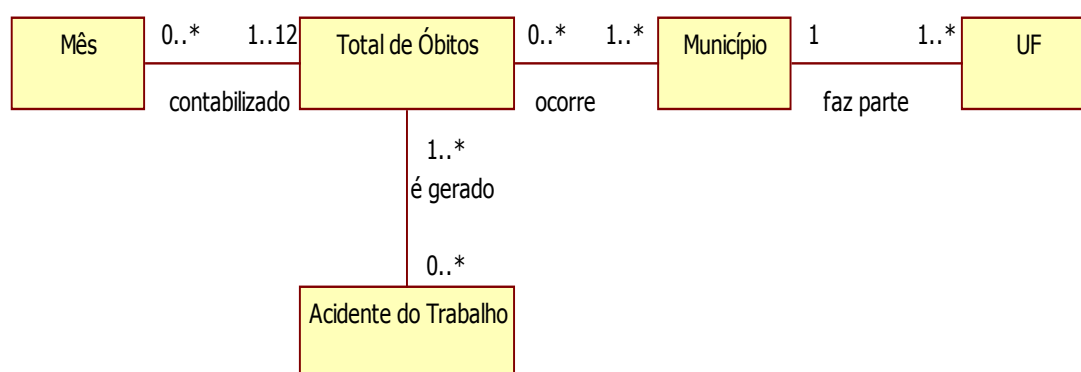 Mês
0..*
1..12
Total de Óbitos
0..*
1..*
Município
1
1..*
UF
contabilizado
ocorre
faz parte
1..*
é gerado
0..*
Acidente do Trabalho